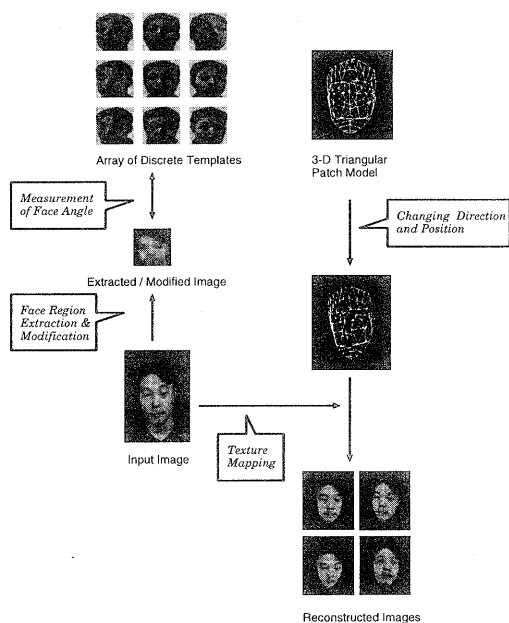 Array of Discrete Templates
3-D Triangular
Patch Model
Measurement
of Face Angle
Changing Direction
and Position
Extracted / Modified Image
Face Region
Extraction &
Modification
Input Image
Texture
Mapping
Reconstructed Images